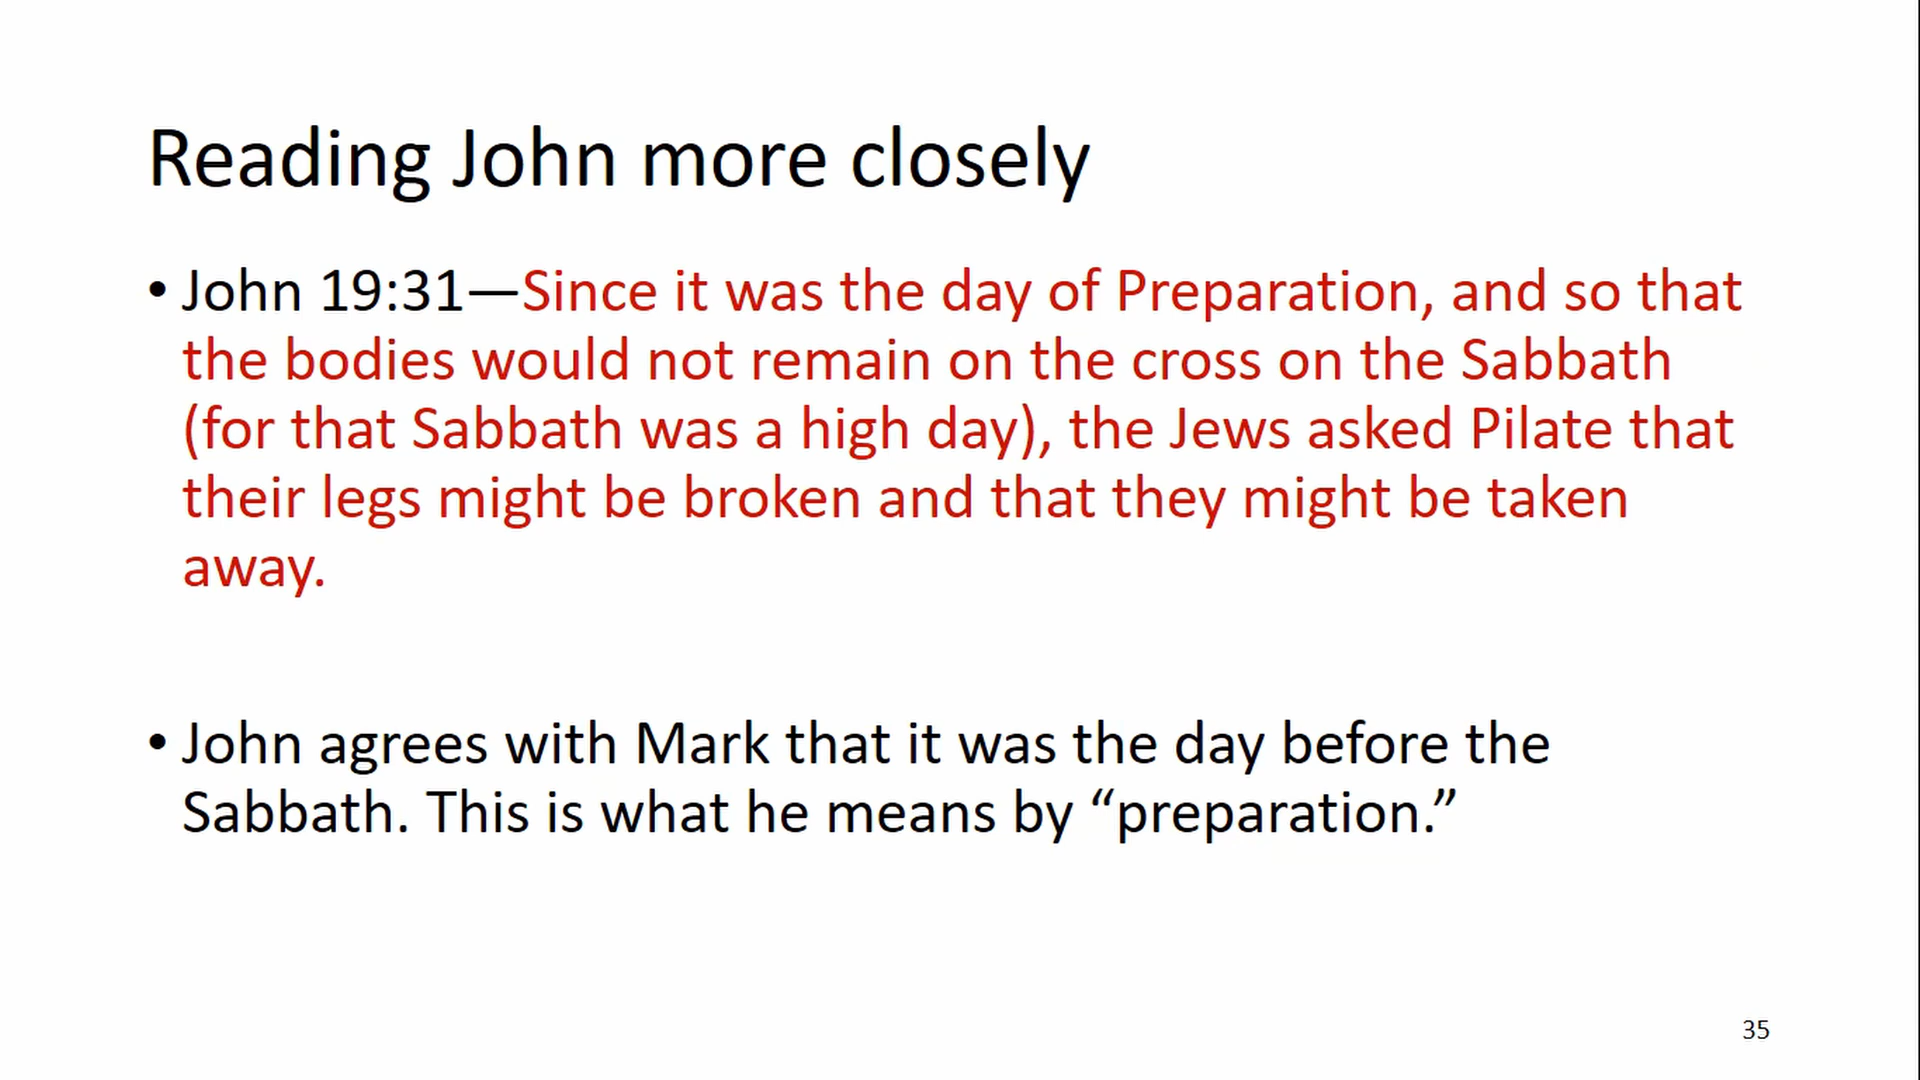 Reading John more closely
• John 19:31—Since it was the day of Preparation, and so that
the bodies would not remain on the cross on the Sabbath
(for that Sabbath was a high day), the Jews asked Pilate that
their legs might be broken and that they might be taken
away.
• John agrees with Mark that it was the day before the
Sabbath. This is what he means by “preparation.”
35